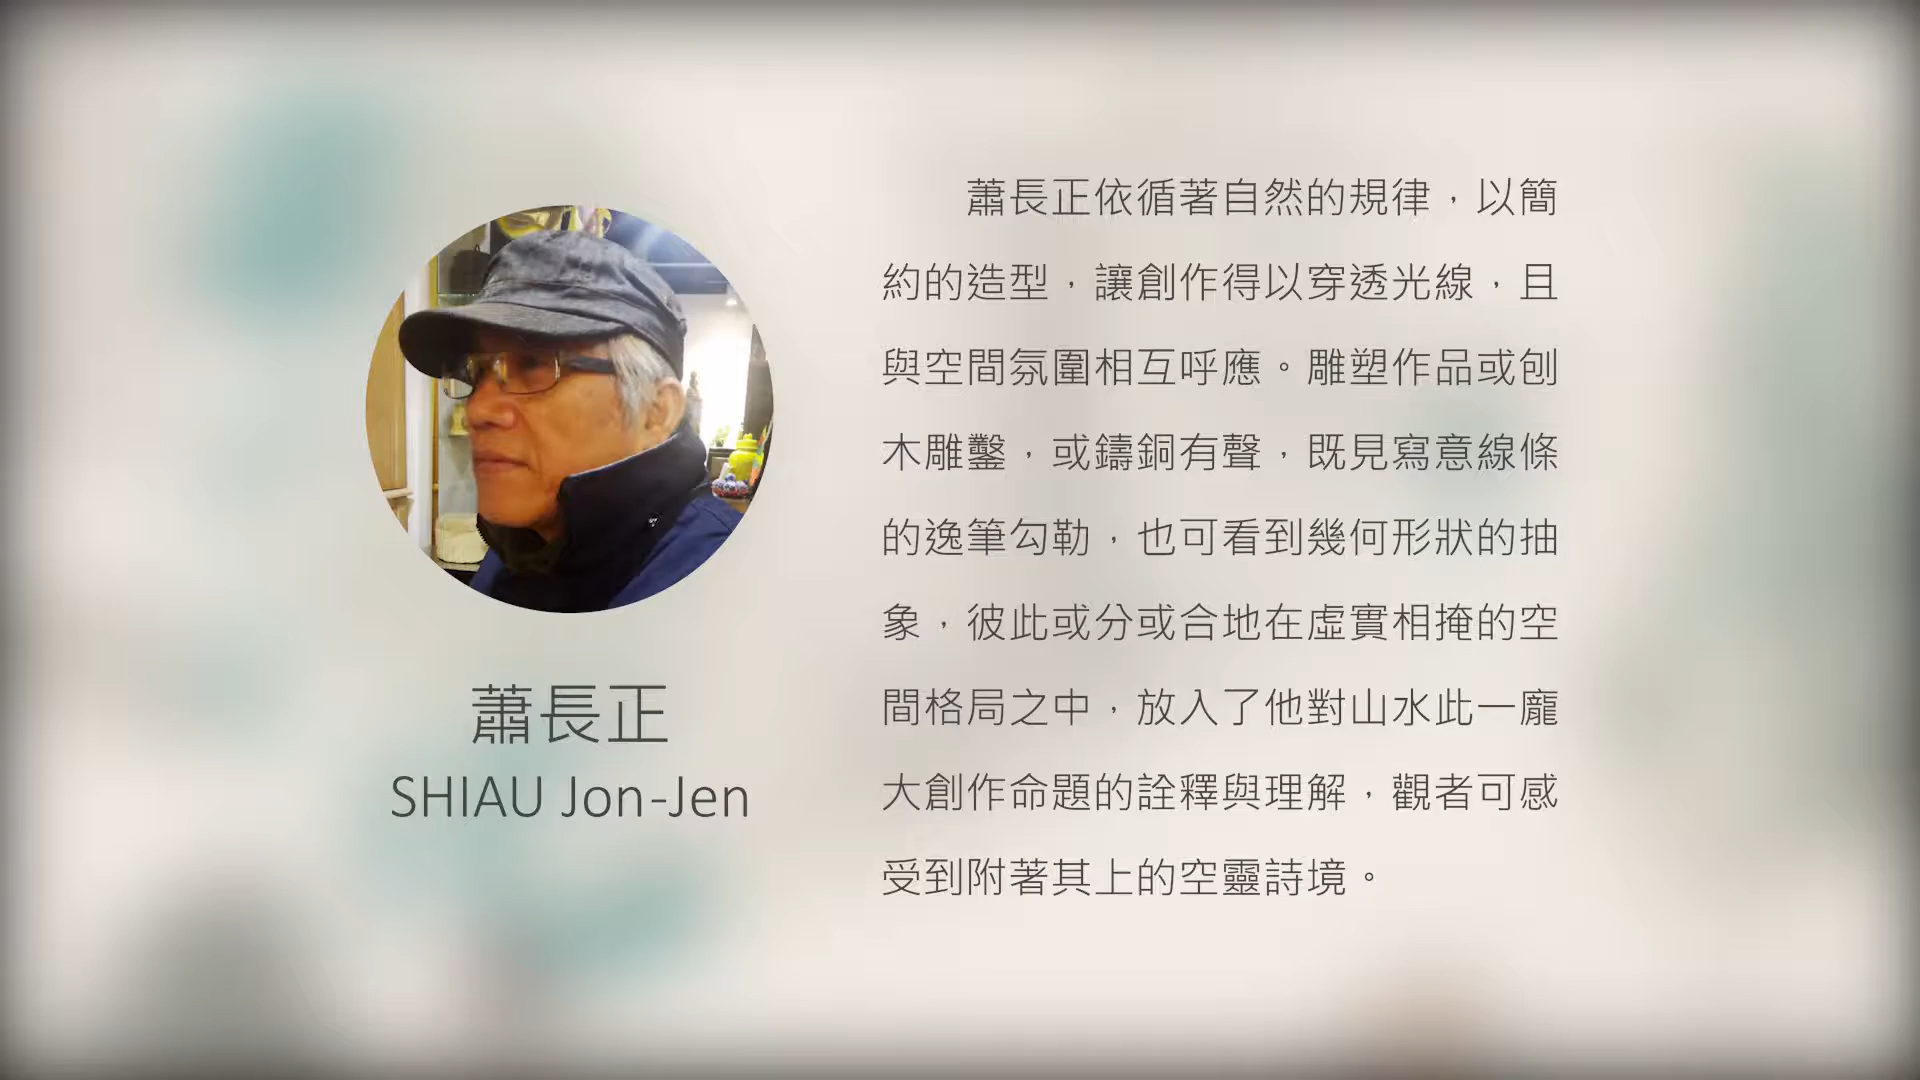 蕭長正
SHIAU Jon-Jen
蕭長正依循著自然的規律，以簡
約的造型，讓創作得以穿透光線，且
與空間氛圍相互呼應。雕塑作品或刨
木雕鑿，或鑄銅有聲，既見寫意線條
的逸筆勾勒，也可看到幾何形狀的抽
象，彼此或分或合地在虛實相掩的空
間格局之中，放入了他對山水此一龐
大創作命題的詮釋與理解，觀者可感
受到附著其上的空靈詩境。